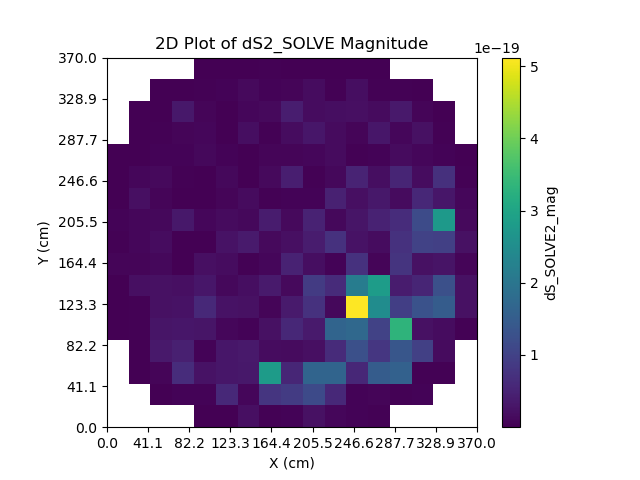 2D Plot of dS2_SOLVE Magnitude
1e−19
370.0
328.9
287.7
246.6
205.5
164.4
123.3
82.2
41.1
0.0
Y (cm)
0.0 41.1 82.2 123.3 164.4 205.5 246.6 287.7 328.9 370.0
X (cm)
5
4
3
2
1
dS_SOLVE2_mag